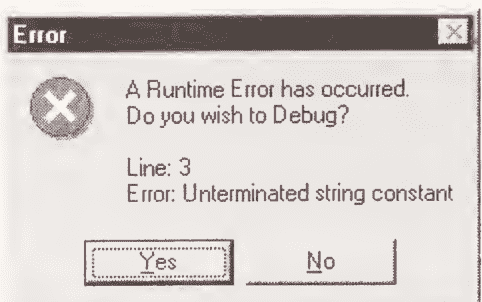 Error
A Runtime Error has occurred.
Do you wish to Debug?
Line: 3
Error: Unterminated string constant
Yes
No